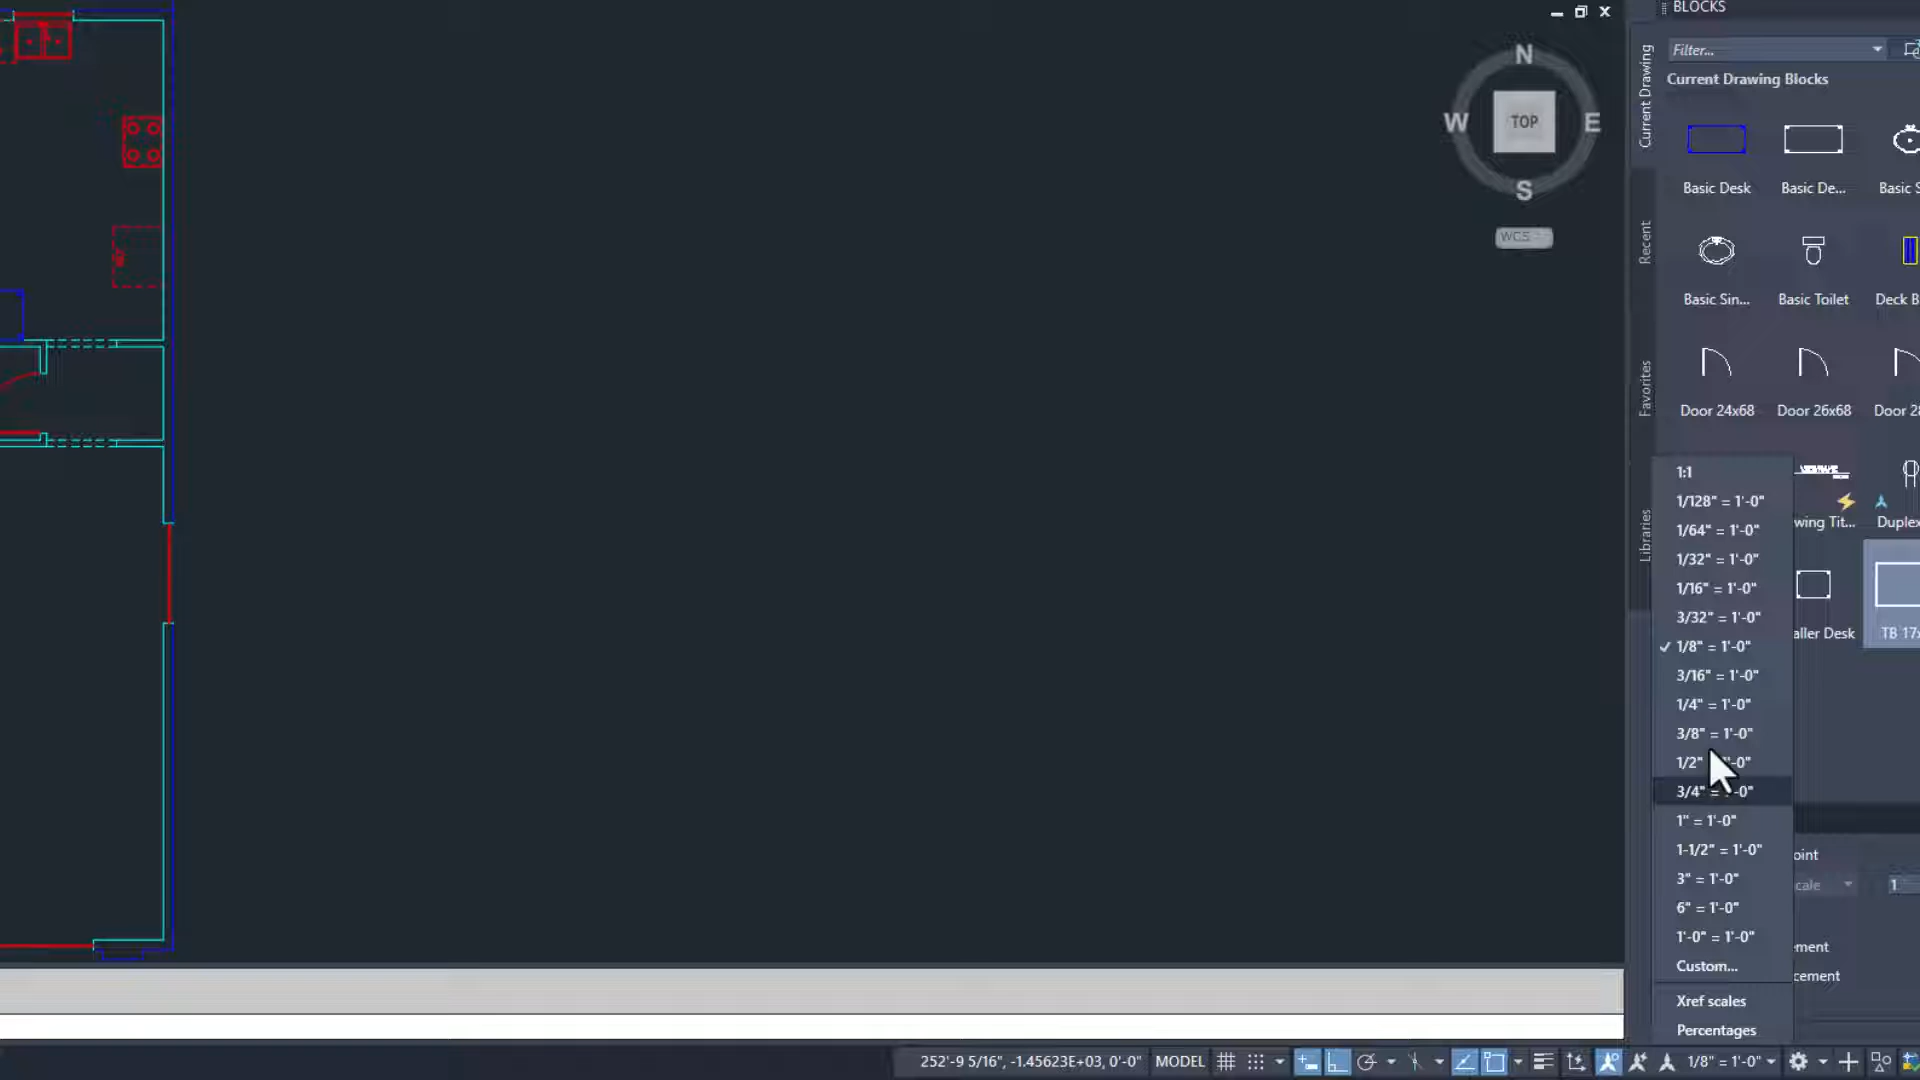 BLOCKS
Filter...
Current Drawing Blocks
Current Drawing
Recent
Favorites
Libraries
N
W
TOP
E
S
WCS
Basic Desk
Basic De...
Basic S
Basic Sin...
Basic Toilet
Deck B
Door 24x68
Door 26x68
Door 28
wing Tit...
Duplex
aller Desk
TB 17x
1:1
1/128" = 1'-0"
1/64" = 1'-0"
1/32" = 1'-0"
1/16" = 1'-0"
3/32" = 1'-0"
1/8" = 1'-0"
3/16" = 1'-0"
1/4" = 1'-0"
3/8" = 1'-0"
1/2" '-0"
3/4" = 1'-0"
1" = 1'-0"
1-1/2" = 1'-0"
3" = 1'-0"
6" = 1'-0"
1'-0" = 1'-0"
Custom...
Xref scales
Percentages
oint
cale
1
ement
cement
252'-9 5/16", -1.45623E+03, 0'-0"
MODEL
1/8" = 1'-0"